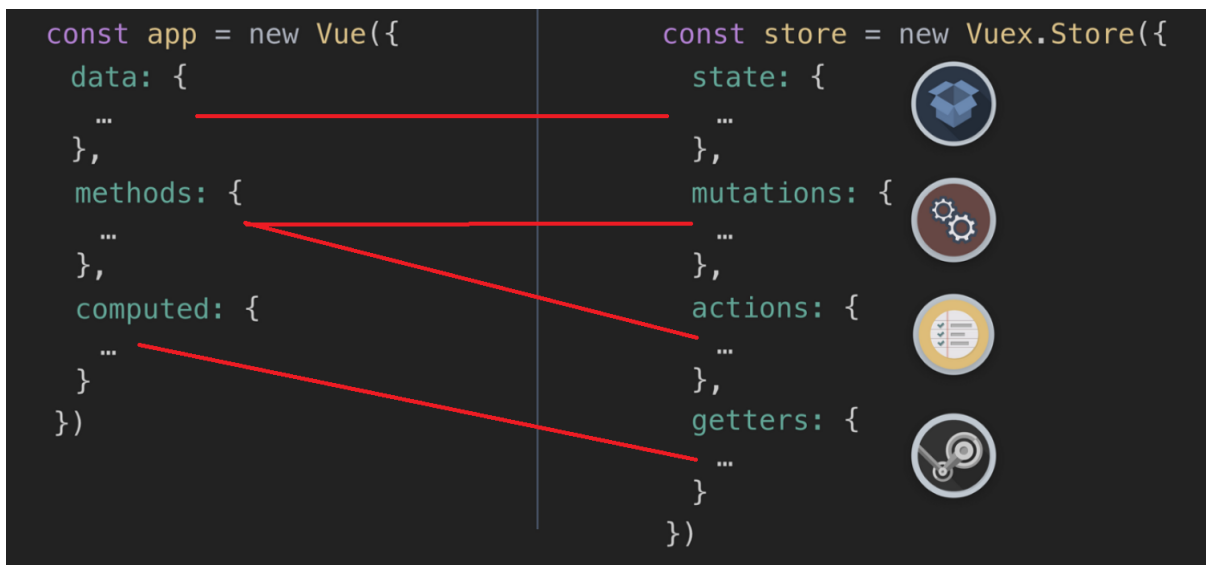 const app = new Vue({
data: {
…
},
methods: {
…
},
computed: {
…
}
})
const store = new Vuex.Store({
state: {
…
},
mutations: {
…
},
actions: {
…
},
getters: {
…
}
})